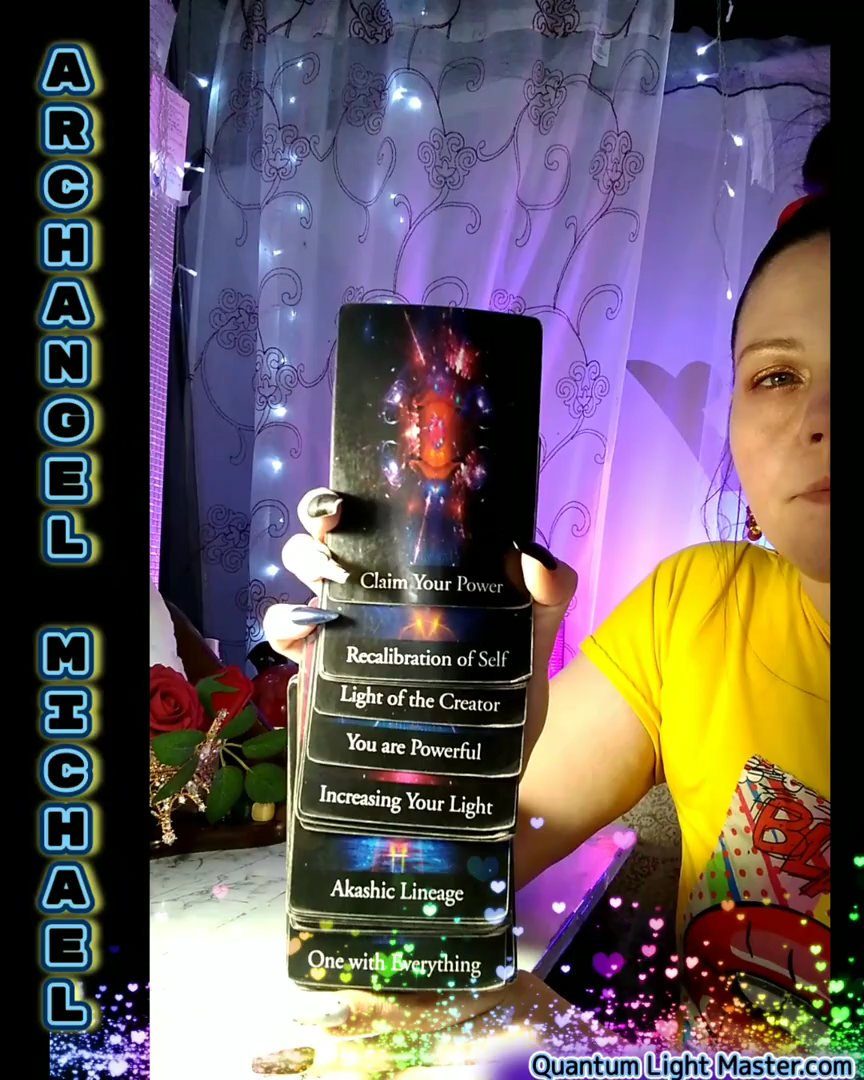 ARCHANGEL MICHAEL
Claim Your Power
Recalibration of Self
Light of the Creator
You are Powerful
Increasing Your Light
Akashic Lineage
One with Everything
Quantum Light Master.com